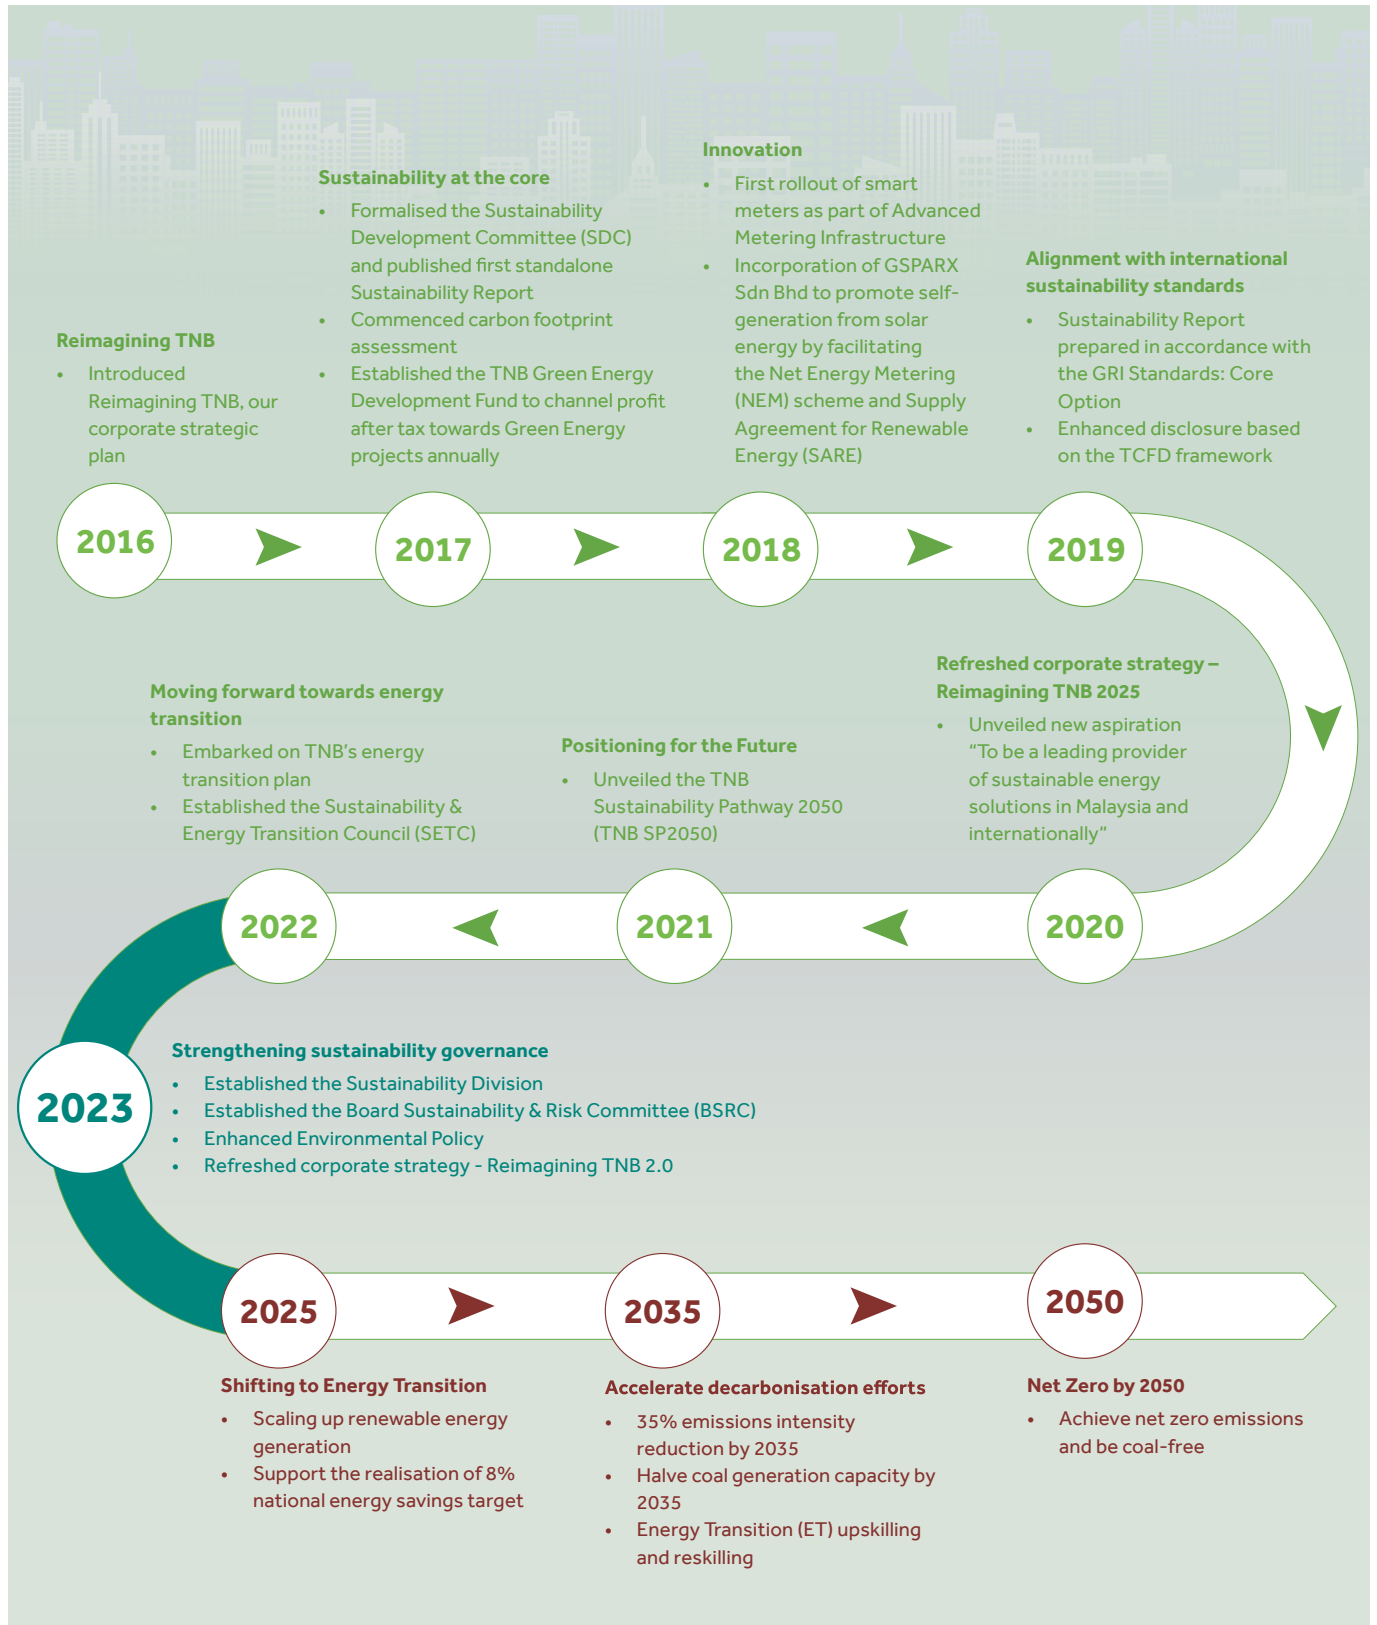 Reimagining TNB
• Introduced
Reimagining TNB, our
corporate strategic
plan
2016
Sustainability at the core
• Formalised the Sustainability
Development Committee (SDC)
and published first standalone
Sustainability Report
• Commenced carbon footprint
assessment
• Established the TNB Green Energy
Development Fund to channel profit
after tax towards Green Energy
projects annually
2017
Innovation
• First rollout of smart
meters as part of Advanced
Metering Infrastructure
• Incorporation of GSPARX
Sdn Bhd to promote self-
generation from solar
energy by facilitating
the Net Energy Metering
(NEM) scheme and Supply
Agreement for Renewable
Energy (SARE)
2018
Alignment with international
sustainability standards
• Sustainability Report
prepared in accordance with
the GRI Standards: Core
Option
• Enhanced disclosure based
on the TCFD framework
2019
Refreshed corporate strategy –
Reimagining TNB 2025
• Unveiled new aspiration
“To be a leading provider
of sustainable energy
solutions in Malaysia and
internationally”
2020
Positioning for the Future
• Unveiled the TNB
Sustainability Pathway 2050
(TNB SP2050)
2021
Moving forward towards energy
transition
• Embarked on TNB’s energy
transition plan
• Established the Sustainability &
Energy Transition Council (SETC)
2022
2023
Strengthening sustainability governance
• Established the Sustainability Division
• Established the Board Sustainability & Risk Committee (BSRC)
• Enhanced Environmental Policy
• Refreshed corporate strategy - Reimagining TNB 2.0
2025
Shifting to Energy Transition
• Scaling up renewable energy
generation
• Support the realisation of 8%
national energy savings target
2035
Accelerate decarbonisation efforts
• 35% emissions intensity
reduction by 2035
• Halve coal generation capacity by
2035
• Energy Transition (ET) upskilling
and reskilling
2050
Net Zero by 2050
• Achieve net zero emissions
and be coal-free